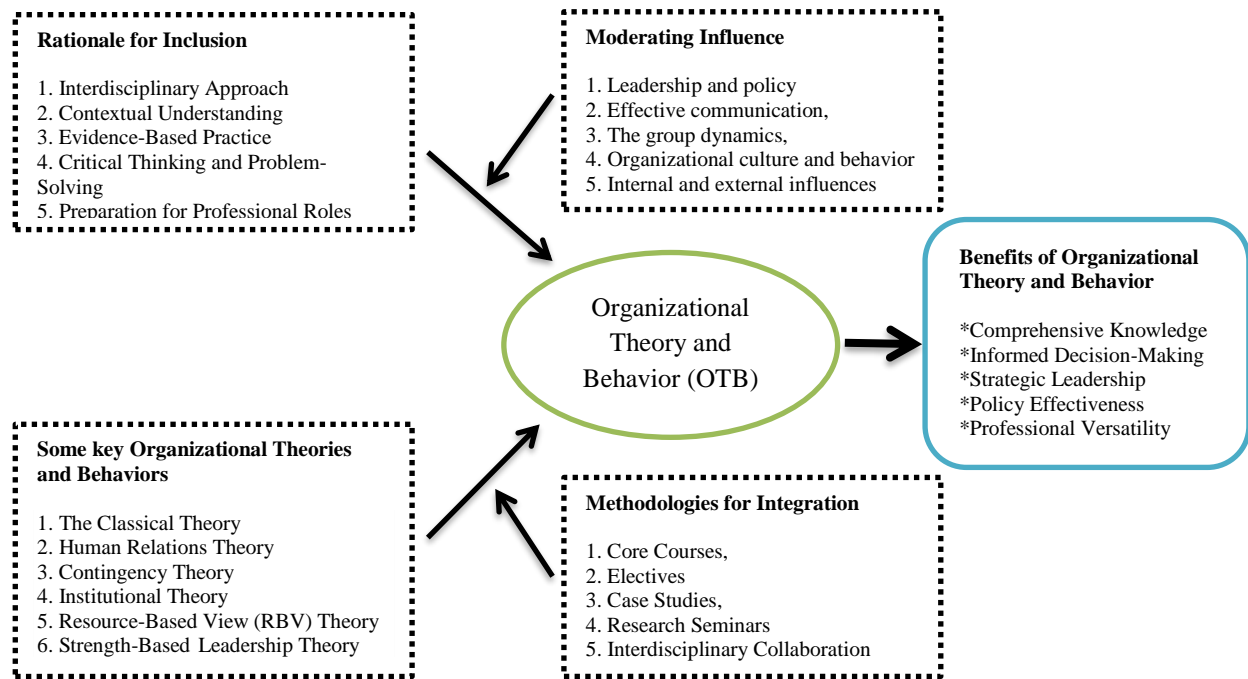 Rationale for Inclusion
1. Interdisciplinary Approach
2. Contextual Understanding
3. Evidence-Based Practice
4. Critical Thinking and Problem-
Solving
5. Preparation for Professional Roles
Moderating Influence
1. Leadership and policy
2. Effective communication,
3. The group dynamics,
4. Organizational culture and behavior
5. Internal and external influences
Organizational
Theory and
Behavior (OTB)
Benefits of Organizational
Theory and Behavior
*Comprehensive Knowledge
*Informed Decision-Making
*Strategic Leadership
*Policy Effectiveness
*Professional Versatility
Some key Organizational Theories
and Behaviors
1. The Classical Theory
2. Human Relations Theory
3. Contingency Theory
4. Institutional Theory
5. Resource-Based View (RBV) Theory
6. Strength-Based Leadership Theory
Methodologies for Integration
1. Core Courses,
2. Electives
3. Case Studies,
4. Research Seminars
5. Interdisciplinary Collaboration